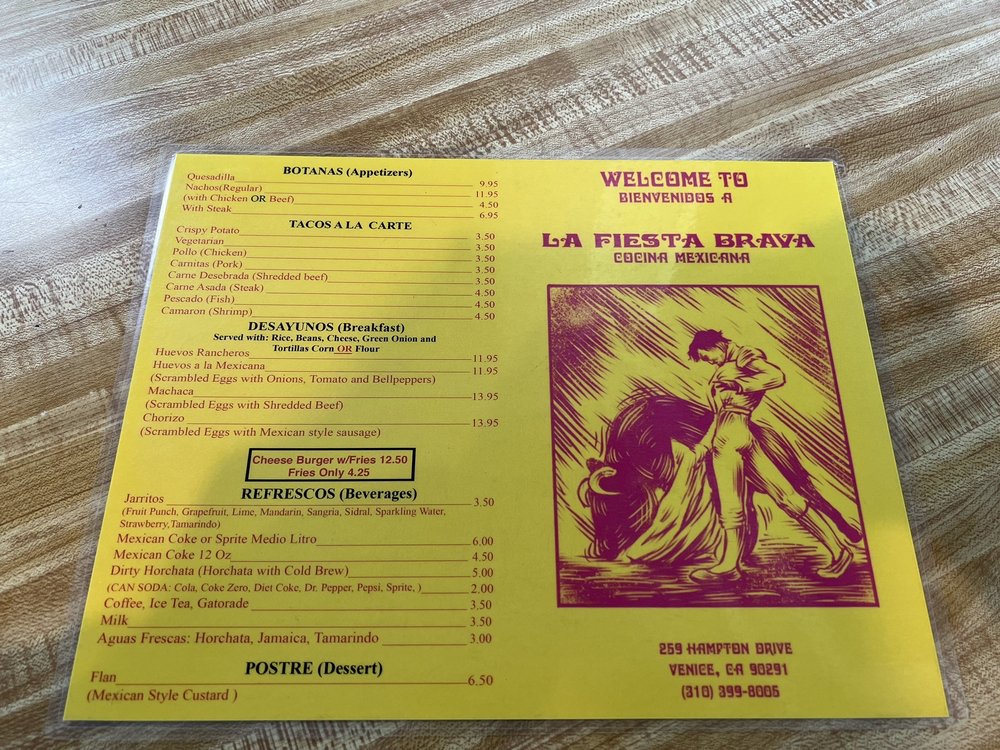 BOTANAS (Appetizers)
Quesadilla 9.95
Nachos(Regular) 11.95
(with Chicken OR Beef) 4.50
With Steak 6.95
TACOS A LA CARTE
Crispy Potato 3.50
Vegetarian 3.50
Pollo (Chicken) 3.50
Carnitas (Pork) 3.50
Carne Desebrada (Shredded beef) 3.50
Carne Asada (Steak) 4.50
Pescado (Fish) 4.50
Camaron (Shrimp) 4.50
DESAYUNOS (Breakfast)
Served with: Rice, Beans, Cheese, Green Onion and
Tortillas Corn OR Flour
Huevos Rancheros 11.95
Huevos a la Mexicana 11.95
(Scrambled Eggs with Onions, Tomato and Bellpeppers)
Machaca 13.95
(Scrambled Eggs with Shredded Beef)
Chorizo 13.95
(Scrambled Eggs with Mexican style sausage)
Cheese Burger w/Fries 12.50
Fries Only 4.25
REFRESCOS (Beverages)
Jarritos 3.50
(Fruit Punch, Grapefruit, Lime, Mandarin, Sangria, Sidral, Sparkling Water,
Strawberry,Tamarindo)
Mexican Coke or Sprite Medio Litro 6.00
Mexican Coke 12 Oz 4.50
Dirty Horchata (Horchata with Cold Brew) 5.00
(CAN SODA: Cola, Coke Zero, Diet Coke, Dr. Pepper, Pepsi, Sprite, ) 2.00
Coffee, Ice Tea, Gatorade 3.50
Milk 3.50
Aguas Frescas: Horchata, Jamaica, Tamarindo 3.00
POSTRE (Dessert)
Flan 6.50
(Mexican Style Custard )
WELCOME TO
BIENVENIDOS A
LA FIESTA BRAVA
COCINA MEXICANA
259 HAMPTON DRIVE
VENICE, CA 90291
(310) 399-8005